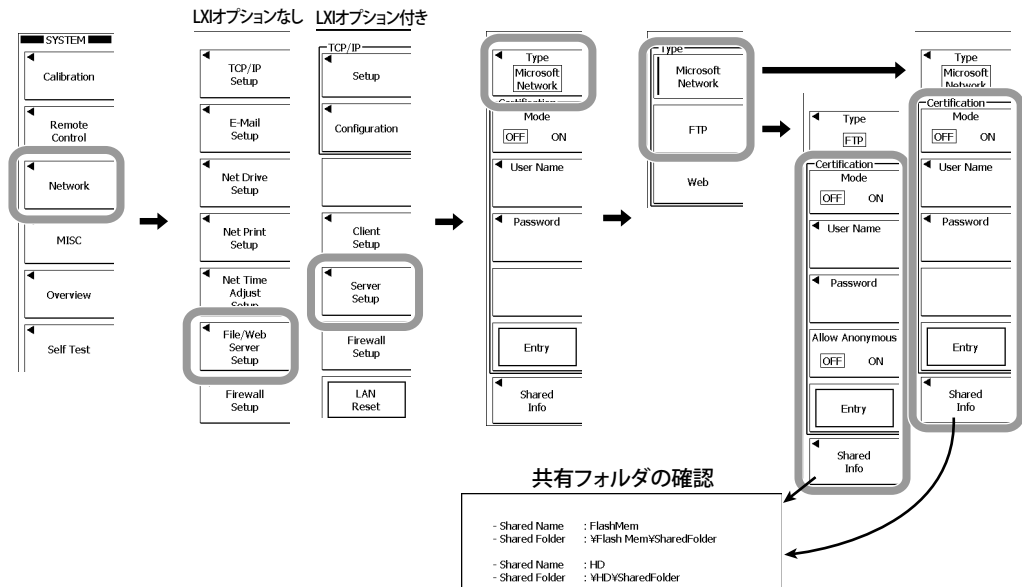 LXIオプションなし
LXIオプション付き
SYSTEM
Calibration
Remote
Control
Network
MISC
Overview
Self Test
TCP/IP
Setup
E-Mail
Setup
Net Drive
Setup
Net Print
Setup
Net Time
Adjust
Setup
File/Web
Server
Setup
Firewall
Setup
TCP/IP
Setup
Configuration
Client
Setup
Server
Setup
Firewall
Setup
LAN
Reset
Type
Microsoft
Network
Certification
Mode
OFF ON
User Name
Password
Entry
Shared
Info
Type
Microsoft
Network
FTP
Web
Type
FTP
Certification
Mode
OFF ON
User Name
Password
Allow Anonymous
OFF ON
Entry
Shared
Info
Type
Microsoft
Network
Certification
Mode
OFF ON
User Name
Password
Entry
Shared
Info
共有フォルダの確認
- Shared Name : FlashMem
- Shared Folder : ¥Flash Mem¥SharedFolder
- Shared Name : HD
- Shared Folder : ¥HD¥SharedFolder